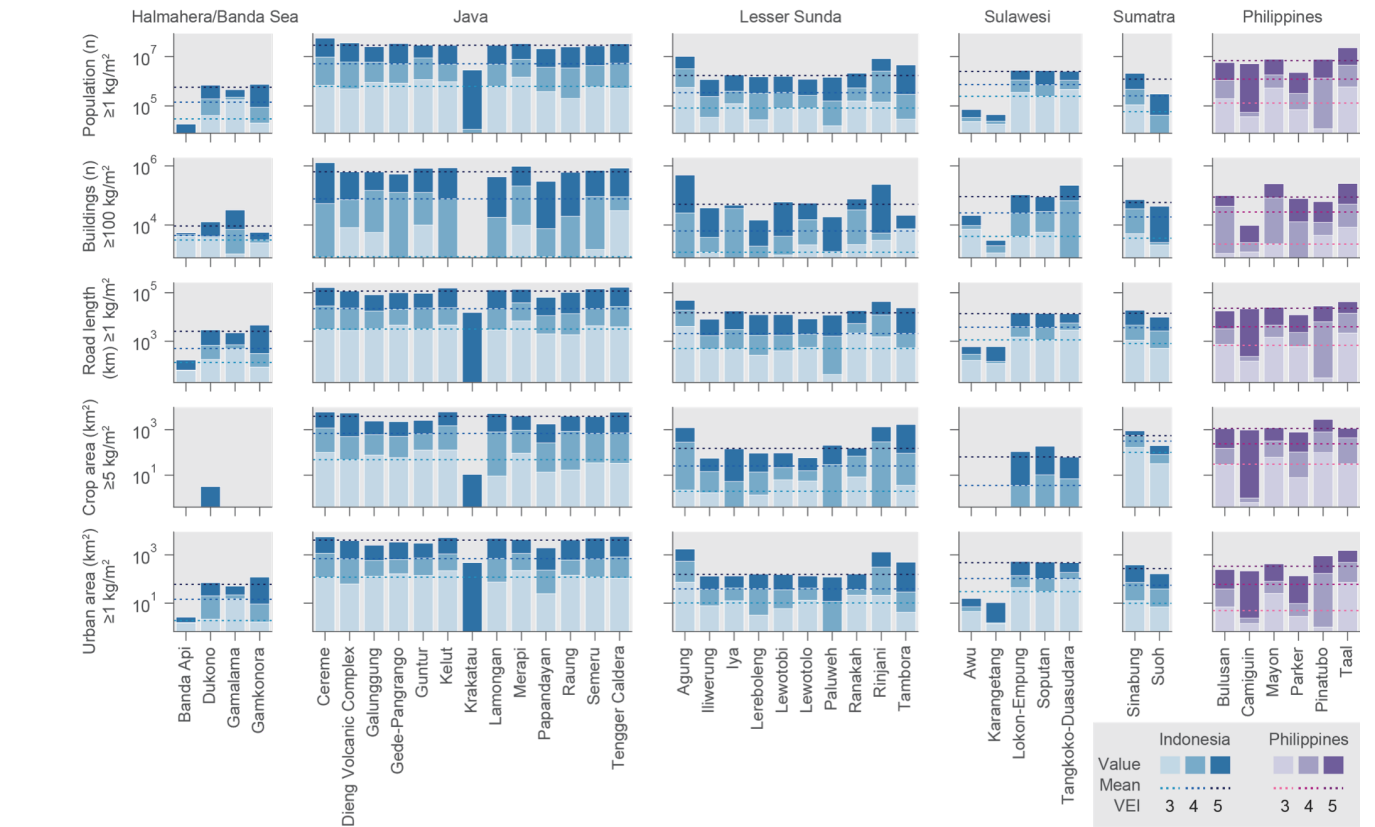 Halmahera/Banda Sea Java Lesser Sunda Sulawesi Sumatra Philippines
Population (n)
≥1 kg/m²
10⁷
10⁵
Buildings (n)
≥100 kg/m²
10⁶
10⁴
Road length
(km) ≥1 kg/m²
10⁵
10³
Crop area (km²)
≥5 kg/m²
10³
10¹
Urban area (km²)
≥1 kg/m²
10³
10¹
Banda Api
Dukono
Gamalama
Gamkonora
Cereme
Dieng Volcanic Complex
Galunggung
Gede-Pangrango
Guntur
Kelut
Krakatau
Lamongan
Merapi
Papandayan
Raung
Semeru
Tengger Caldera
Agung
Iliwerung
Iya
Lereboleng
Lewotobi
Lewotolo
Paluweh
Ranakah
Rinjani
Tambora
Awu
Karangetang
Lokon-Empung
Soputan
Tangkoko-Duasudara
Sinabung
Suoh
Bulusan
Camiguin
Mayon
Parker
Pinatubo
Taal
Indonesia Philippines
Value
Mean
VEI 3 4 5 3 4 5